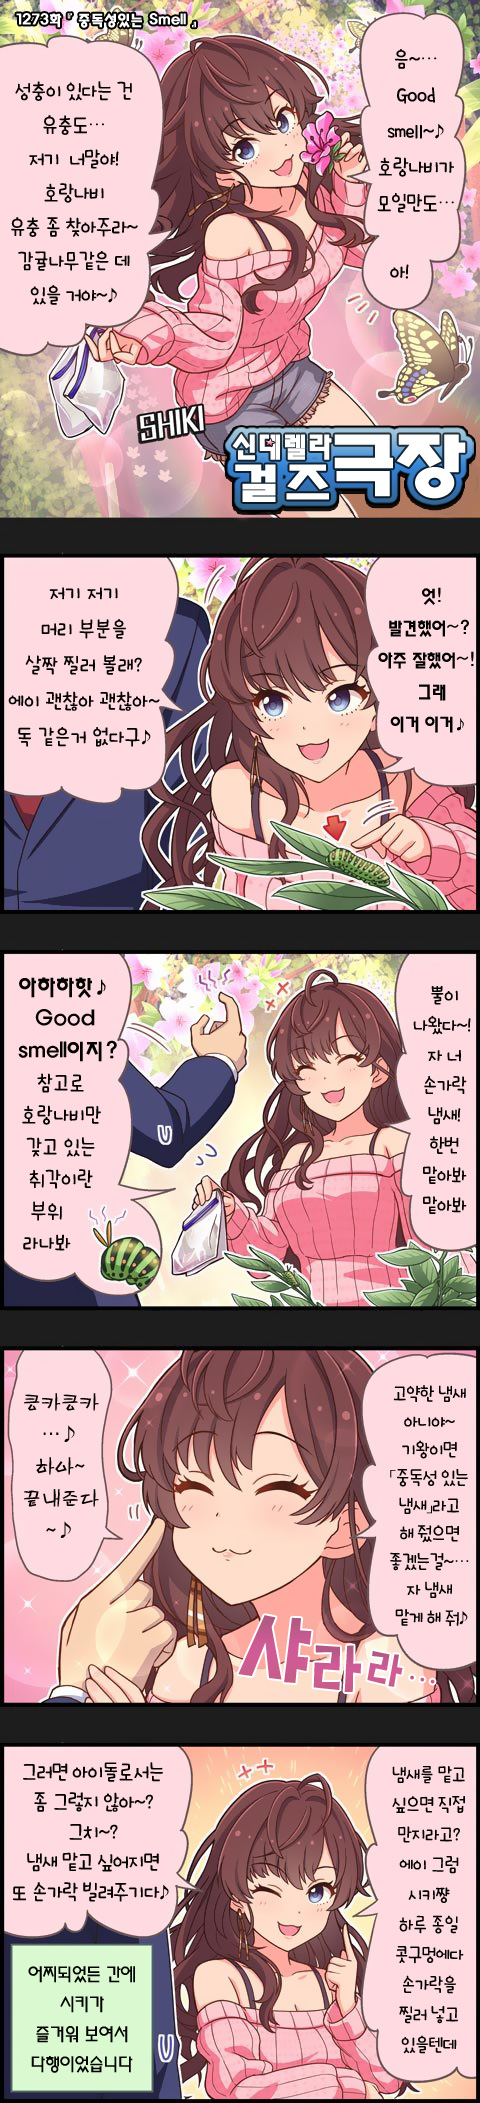 1273화 『 중독성있는 Smell 』
음~…
Good
smell~♪
호랑나비가
모일만도…
아!
성충이 있다는 건
유충도…
저기 너말야!
호랑나비
유충 좀 찾아주라~
감귤나무같은 데
있을 거야~♪
SHIKI
신데렐라
걸즈극장
엇!
발견했어~?
아주 잘했어~!
그래
이거 이거♪
저기 저기
머리 부분을
살짝 찔러 볼래?
에이 괜찮아 괜찮아~
독 같은거 없다구♪
뿔이
나왔다~!
자 너
손가락
냄새!
한번
맡아봐
맡아봐
아하하핫♪
Good
smell이지?
참고로
호랑나비만
갖고 있는
취각이란
부위
라나봐
고약한 냄새
아니야~
기왕이면
「중독성 있는
냄새」라고
해 줬으면
좋겠는걸~…
자 냄새
맡게 해 줘♪
킁카킁카
…♪
하사~
끝내준다
~♪
샤라라…
냄새를 맡고
싶으면 직접
만지라고?
에이 그럼
시키쨩
하루 종일
콧구멍에다
손가락을
찔러 넣고
있을텐데
그러면 아이돌로서는
좀 그렇지 않아~?
그치~?
냄새 맡고 싶어지면
또 손가락 빌려주기다♪
어찌되었든 간에
시키가
즐거워 보여서
다행이었습니다